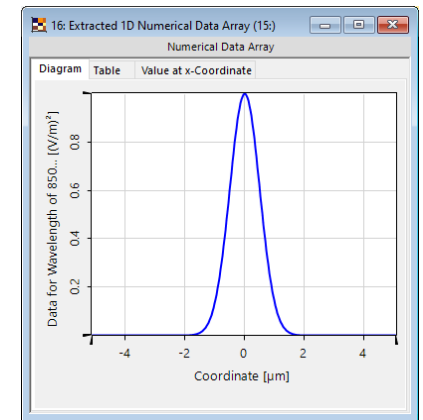 16: Extracted 1D Numerical Data Array (15:)
Numerical Data Array
Diagram Table Value at x-Coordinate
Data for Wavelength of 850... [(V/m)²]
0.8
0.6
0.4
0.2
-4 -2 0 2 4
Coordinate [µm]